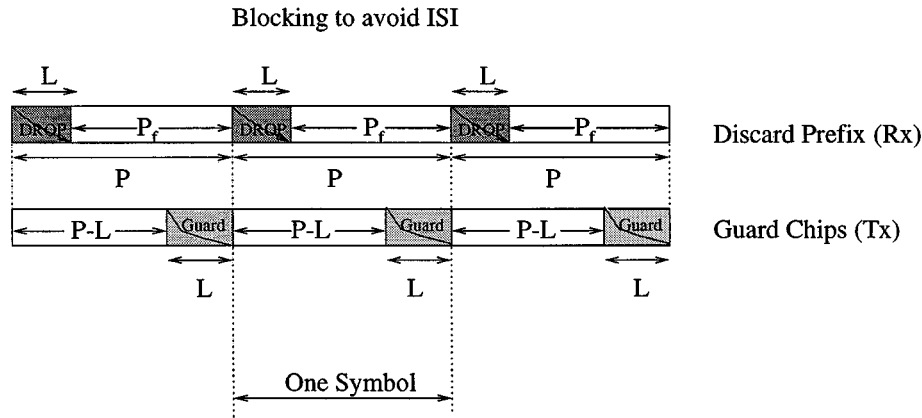 Blocking to avoid ISI
L L L
DROP P_f DROP P_f DROP P_f Discard Prefix (Rx)
P P P
P-L Guard P-L Guard P-L Guard Guard Chips (Tx)
L L L
One Symbol